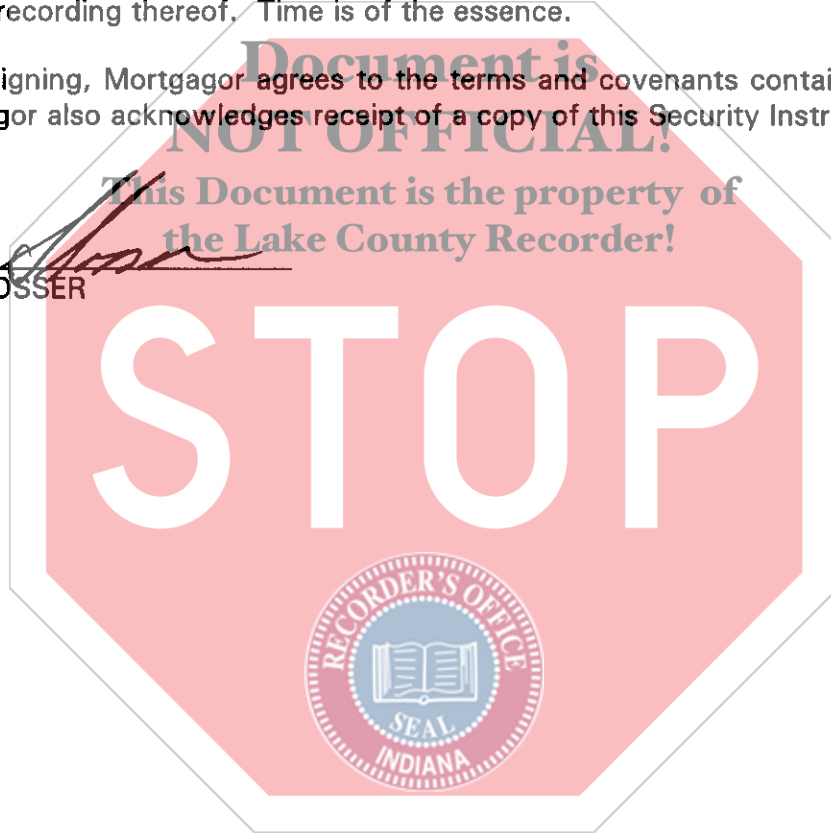 recording thereof. Time is of the essence.
Document is
igning, Mortgagor agrees to the terms and covenants contai
NOT OFFICIAL!
gor also acknowledges receipt of a copy of this Security Instr
This Document is the property of
the Lake County Recorder!
OSSER
STOP
RECORDER'S OFFICE
SEAL
INDIANA